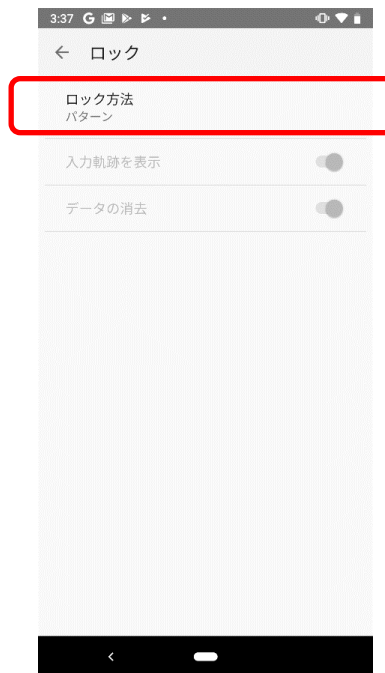 3:37
ロック
ロック方法
パターン
入力軌跡を表示
データの消去